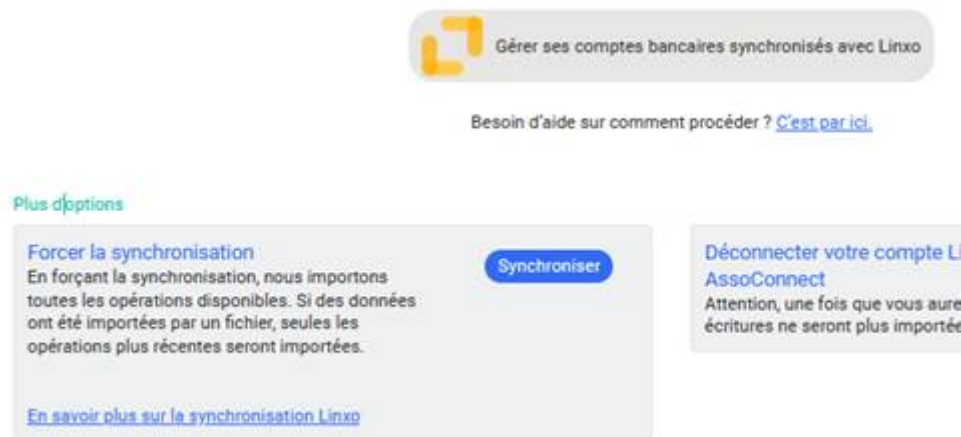 Gérer ses comptes bancaires synchronisés avec Linxo
Besoin d'aide sur comment procéder ? C'est par ici.
Plus d'options
Forcer la synchronisation
Synchroniser
En forçant la synchronisation, nous importons
toutes les opérations disponibles. Si des données
ont été importées par un fichier, seules les
opérations plus récentes seront importées.
En savoir plus sur la synchronisation Linxo
Déconnecter votre compte
AssoConnect
Attention, une fois que vous
écritures ne seront plus